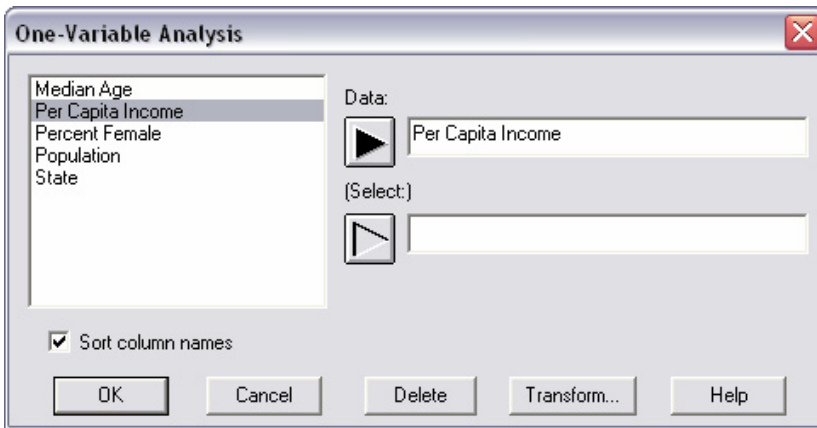 One-Variable Analysis
Median Age
Per Capita Income
Percent Female
Population
State
Data:
Per Capita Income
(Select:)
Sort column names
OK
Cancel
Delete
Transform...
Help